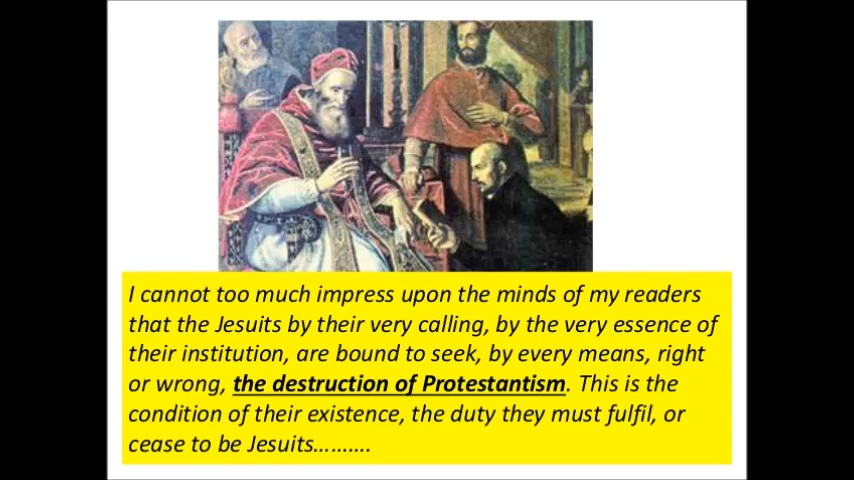 I cannot too much impress upon the minds of my readers
that the Jesuits by their very calling, by the very essence of
their institution, are bound to seek, by every means, right
or wrong, the destruction of Protestantism. This is the
condition of their existence, the duty they must fulfil, or
cease to be Jesuits……….